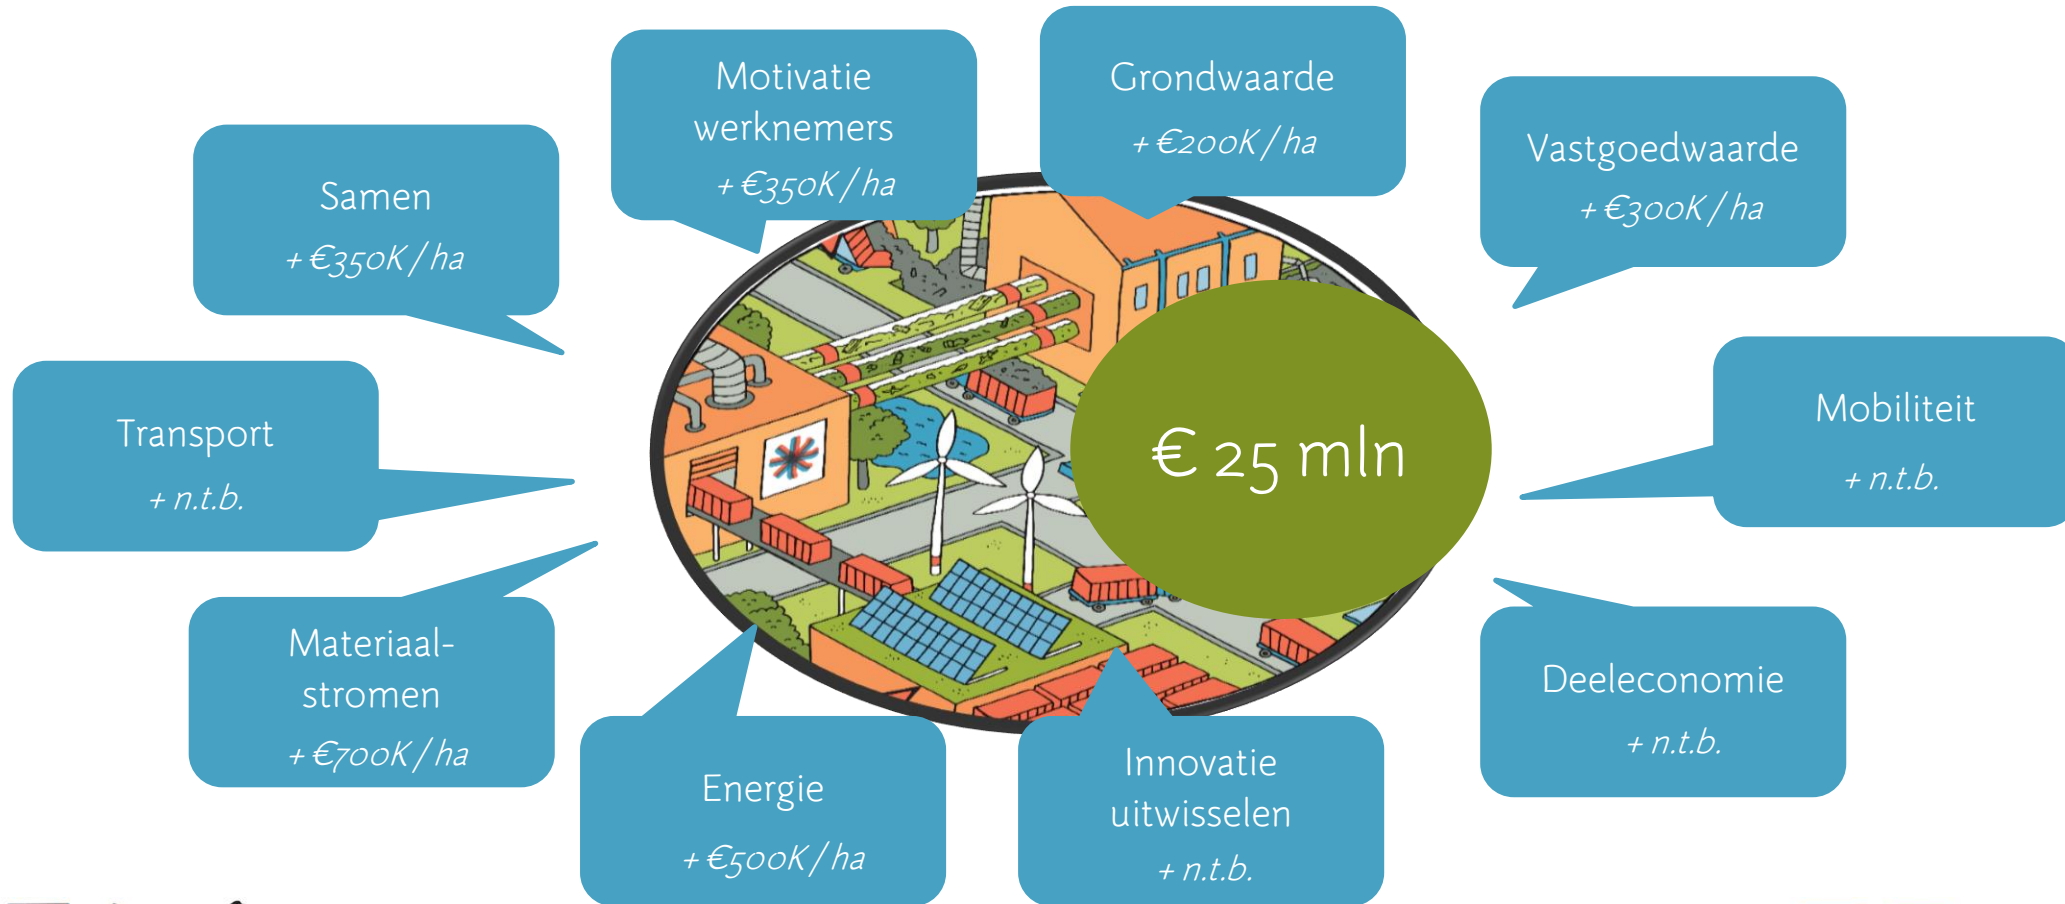 Motivatie
werknemers
+ €350K / ha
Grondwaarde
+ €200K / ha
Vastgoedwaarde
+ €300K / ha
Samen
+ €350K / ha
Transport
+ n.t.b.
€ 25 mln
Mobiliteit
+ n.t.b.
Materiaal-
stromen
+ €700K / ha
Energie
+ €500K / ha
Innovatie
uitwisselen
+ n.t.b.
Deeleconomie
+ n.t.b.